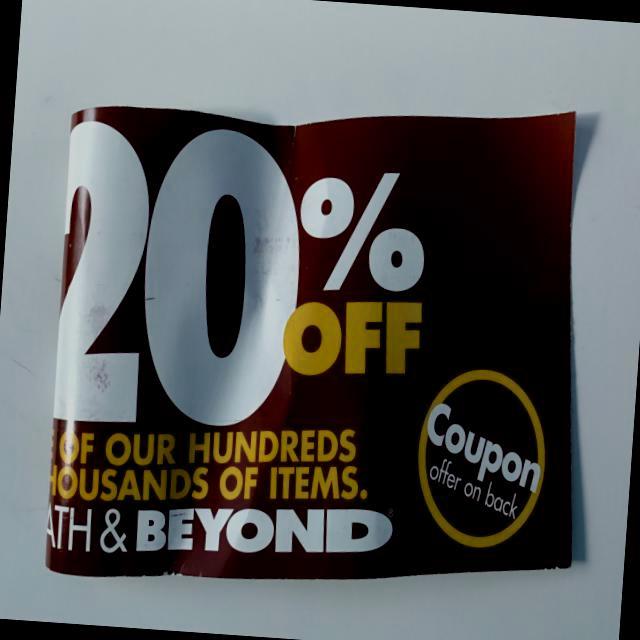 20%
OFF
OF OUR HUNDREDS
HOUSANDS OF ITEMS.
ATH & BEYOND®
Coupon
offer on back